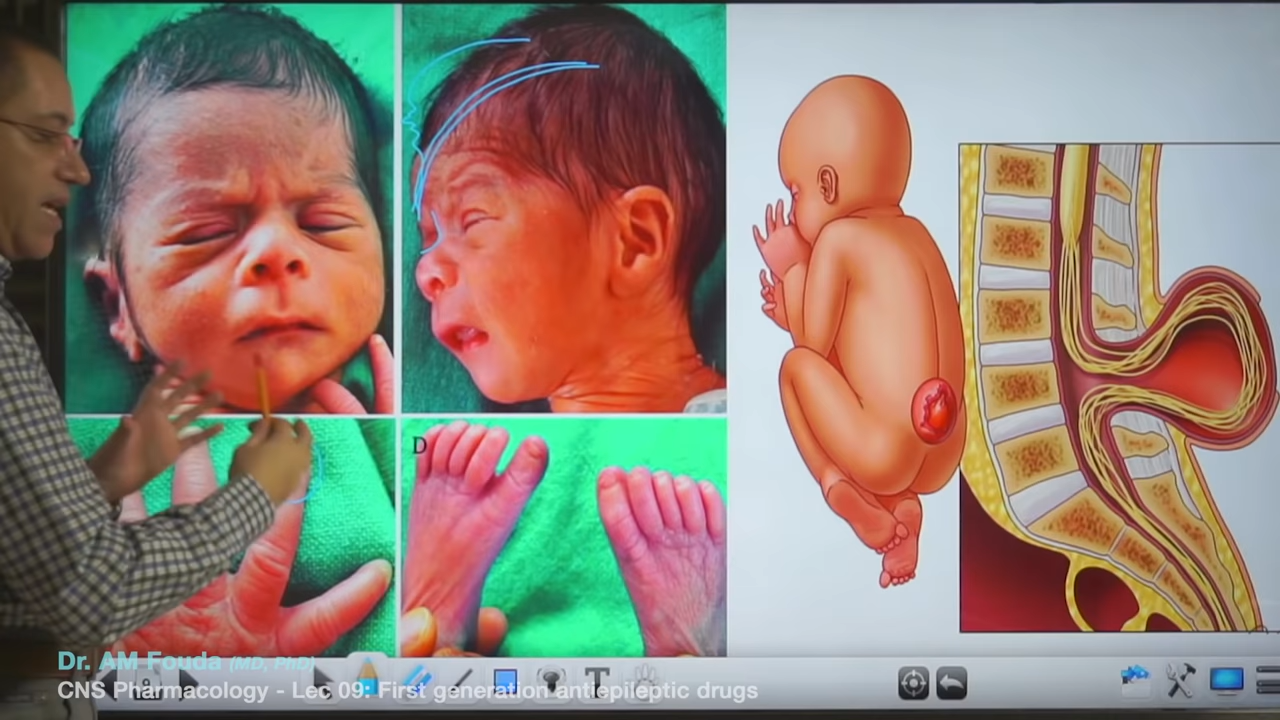 D
Dr. AM Fouda (MD, PhD)
CNS Pharmacology - Lec 09: First generation antiepileptic drugs
T